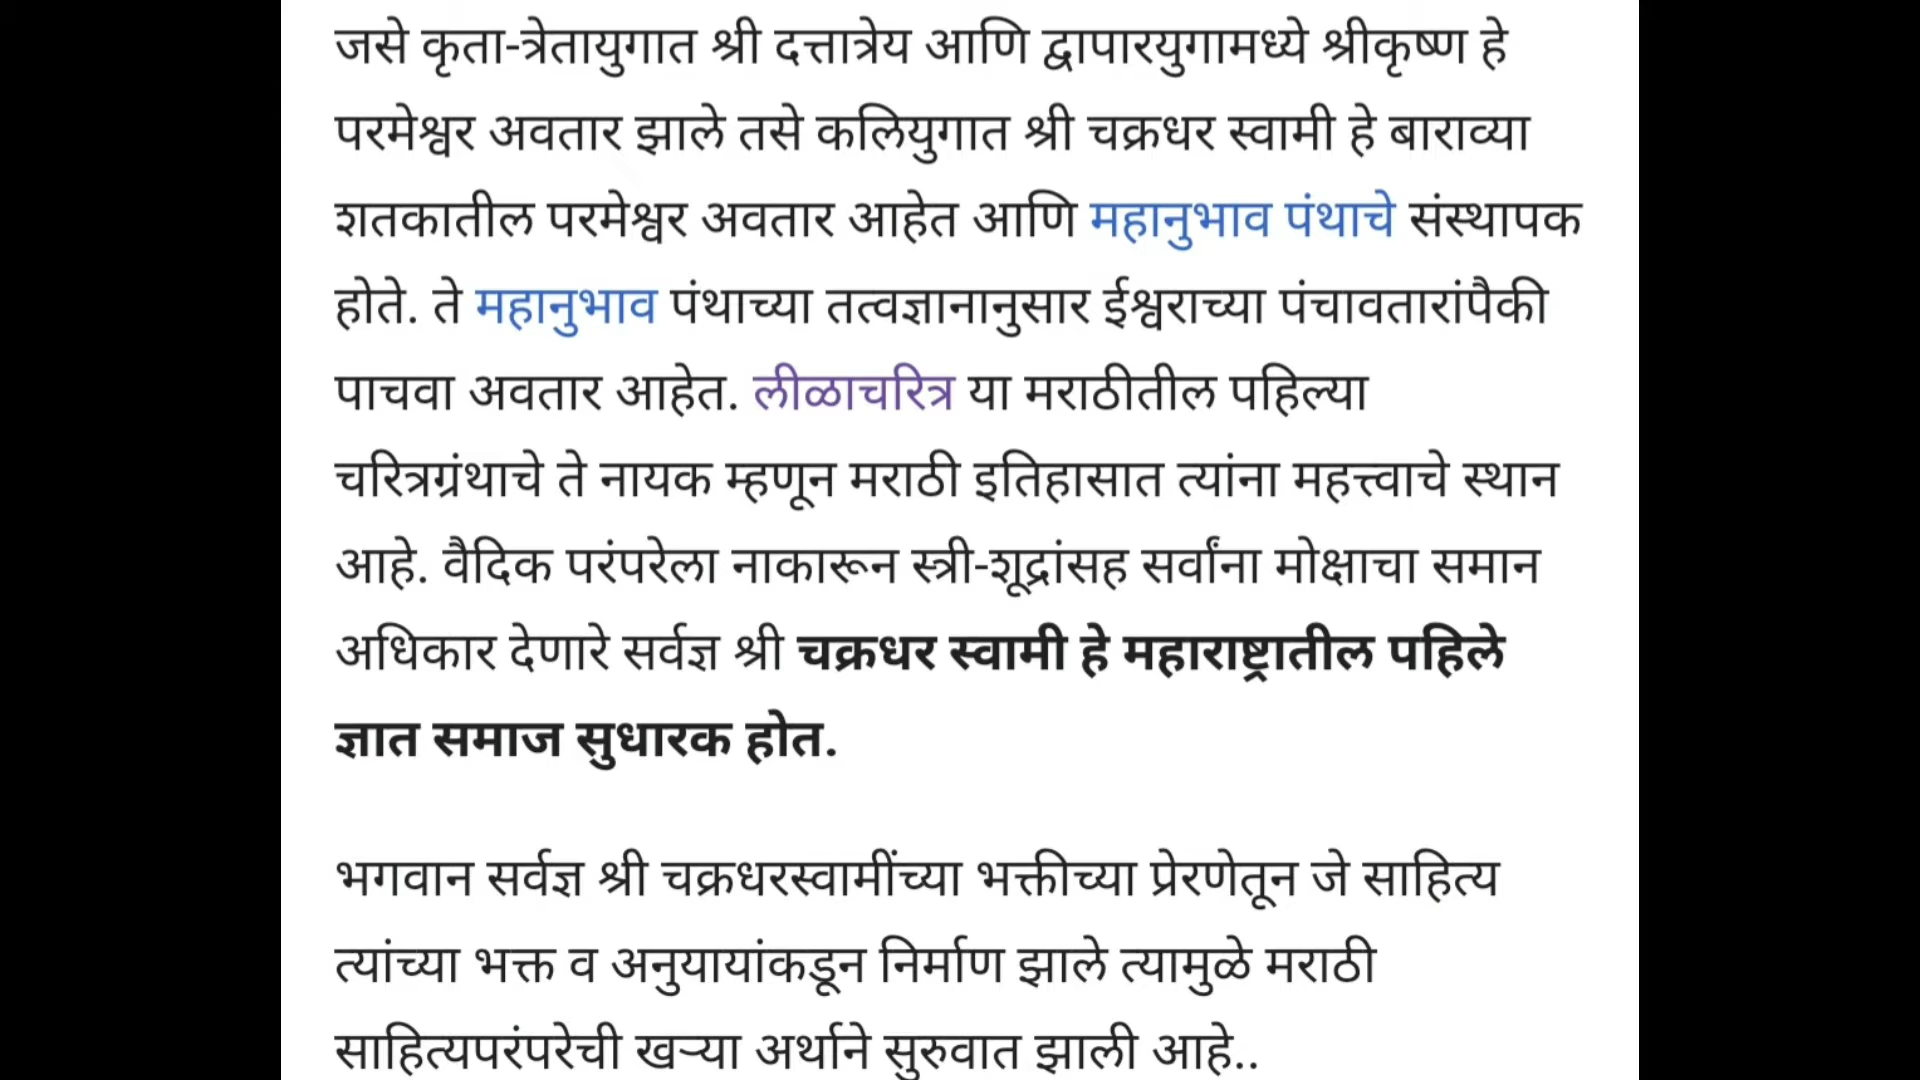 जसे कृता-त्रेतायुगात श्री दत्तात्रेय आणि द्वापारयुगामध्ये श्रीकृष्ण हे
परमेश्वर अवतार झाले तसे कलियुगात श्री चक्रधर स्वामी हे बाराव्या
शतकातील परमेश्वर अवतार आहेत आणि महानुभाव पंथाचे संस्थापक
होते. ते महानुभाव पंथाच्या तत्वज्ञानानुसार ईश्वराच्या पंचावतारांपैकी
पाचवा अवतार आहेत. लीळाचरित्र या मराठीतील पहिल्या
चरित्रग्रंथाचे ते नायक म्हणून मराठी इतिहासात त्यांना महत्त्वाचे स्थान
आहे. वैदिक परंपरेला नाकारून स्त्री-शूद्रांसह सर्वांना मोक्षाचा समान
अधिकार देणारे सर्वज्ञ श्री चक्रधर स्वामी हे महाराष्ट्रातील पहिले
ज्ञात समाज सुधारक होत.
भगवान सर्वज्ञ श्री चक्रधरस्वामींच्या भक्तीच्या प्रेरणेतून जे साहित्य
त्यांच्या भक्त व अनुयायांकडून निर्माण झाले त्यामुळे मराठी
साहित्यपरंपरेची खऱ्या अर्थाने सुरुवात झाली आहे..